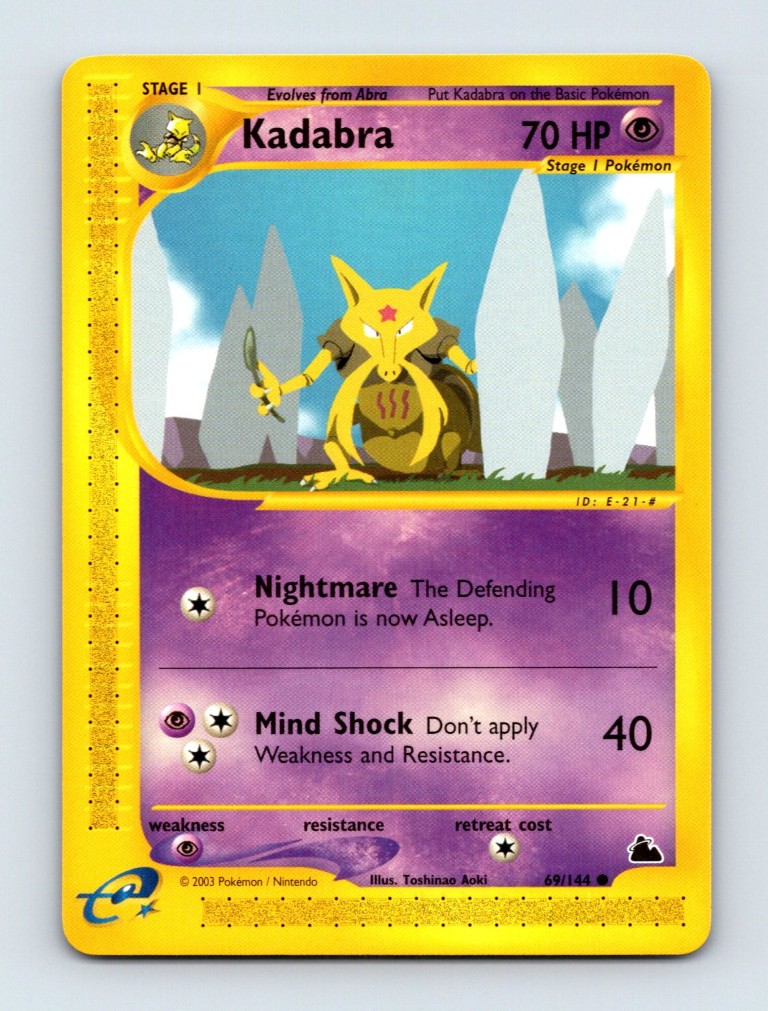 STAGE 1
Evolves from Abra
Put Kadabra on the Basic Pokémon
Kadabra
70 HP
Stage 1 Pokémon
ID: E-21-#
Nightmare The Defending
Pokémon is now Asleep.
10
Mind Shock Don't apply
Weakness and Resistance.
40
weakness
resistance
retreat cost
© 2003 Pokémon / Nintendo
Illus. Toshinao Aoki
69/144 ●
e